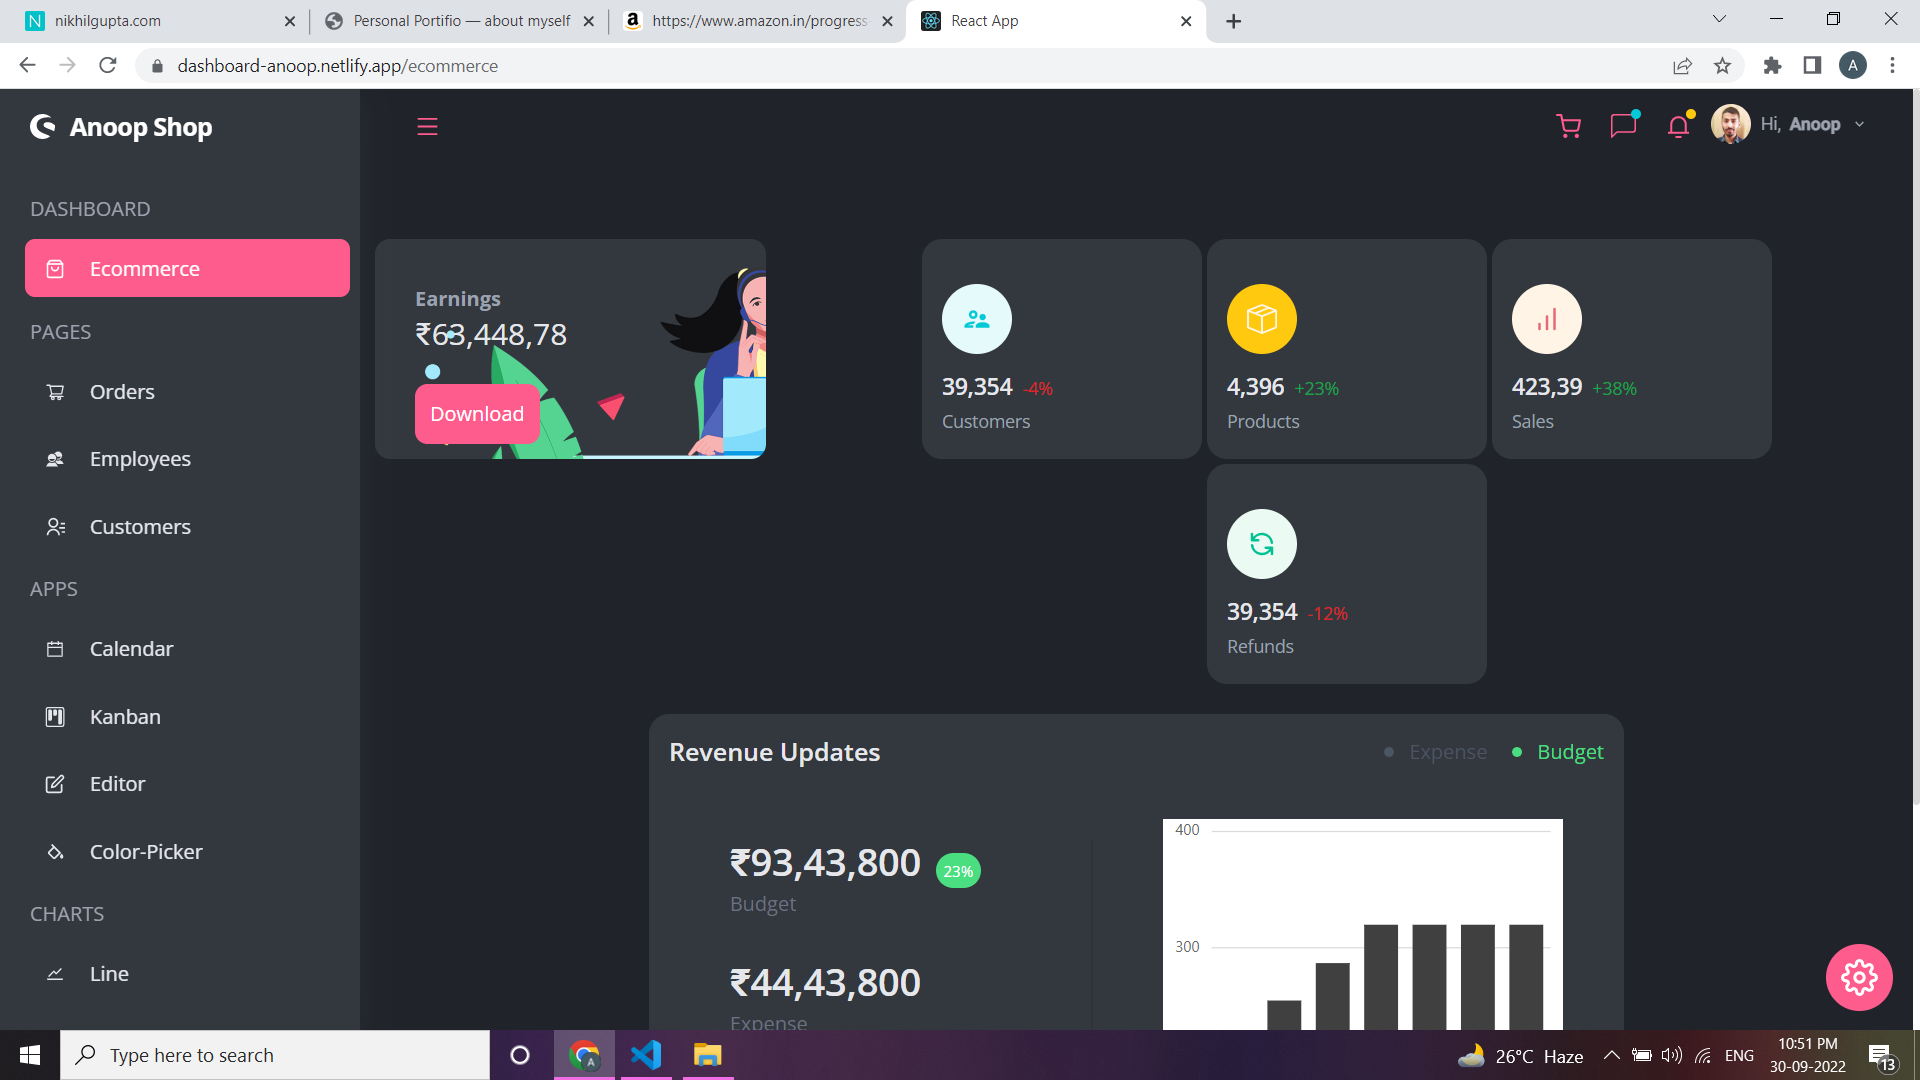 nikhilgupta.com
Personal Portifio — about myself
https://www.amazon.in/progress-
React App
dashboard-anoop.netlify.app/ecommerce
A
Anoop Shop
Hi, Anoop
DASHBOARD
Ecommerce
PAGES
Orders
Employees
Customers
APPS
Calendar
Kanban
Editor
Color-Picker
CHARTS
Line
Earnings
₹63,448,78
Download
39,354 -4%
Customers
4,396 +23%
Products
423,39 +38%
Sales
39,354 -12%
Refunds
Revenue Updates
Expense
Budget
₹93,43,800 23%
Budget
₹44,43,800
Expense
400
300
Type here to search
A
26°C Haze
ENG
10:51 PM
30-09-2022
13